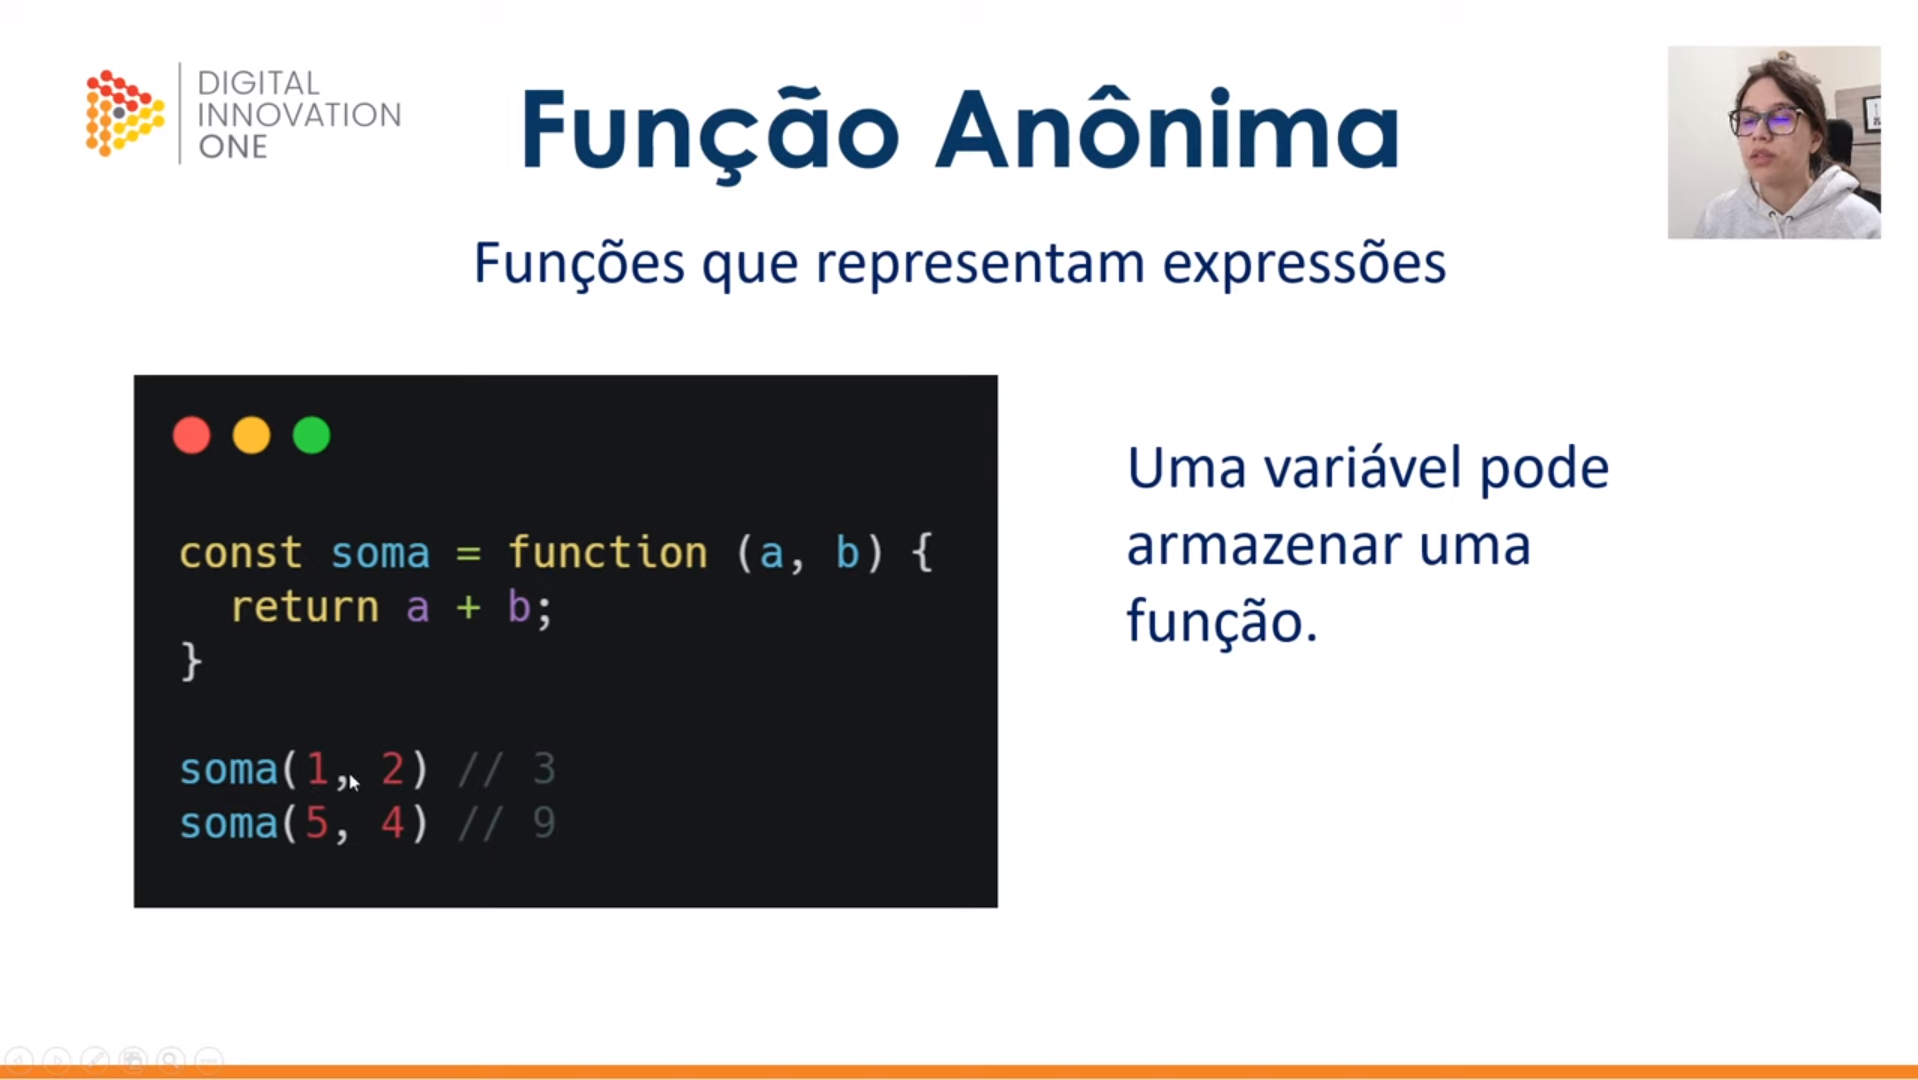 DIGITAL
INNOVATION
ONE
Função Anônima
Funções que representam expressões
const soma = function (a, b) {
return a + b;
}
soma(1, 2) // 3
soma(5, 4) // 9
Uma variável pode
armazenar uma
função.